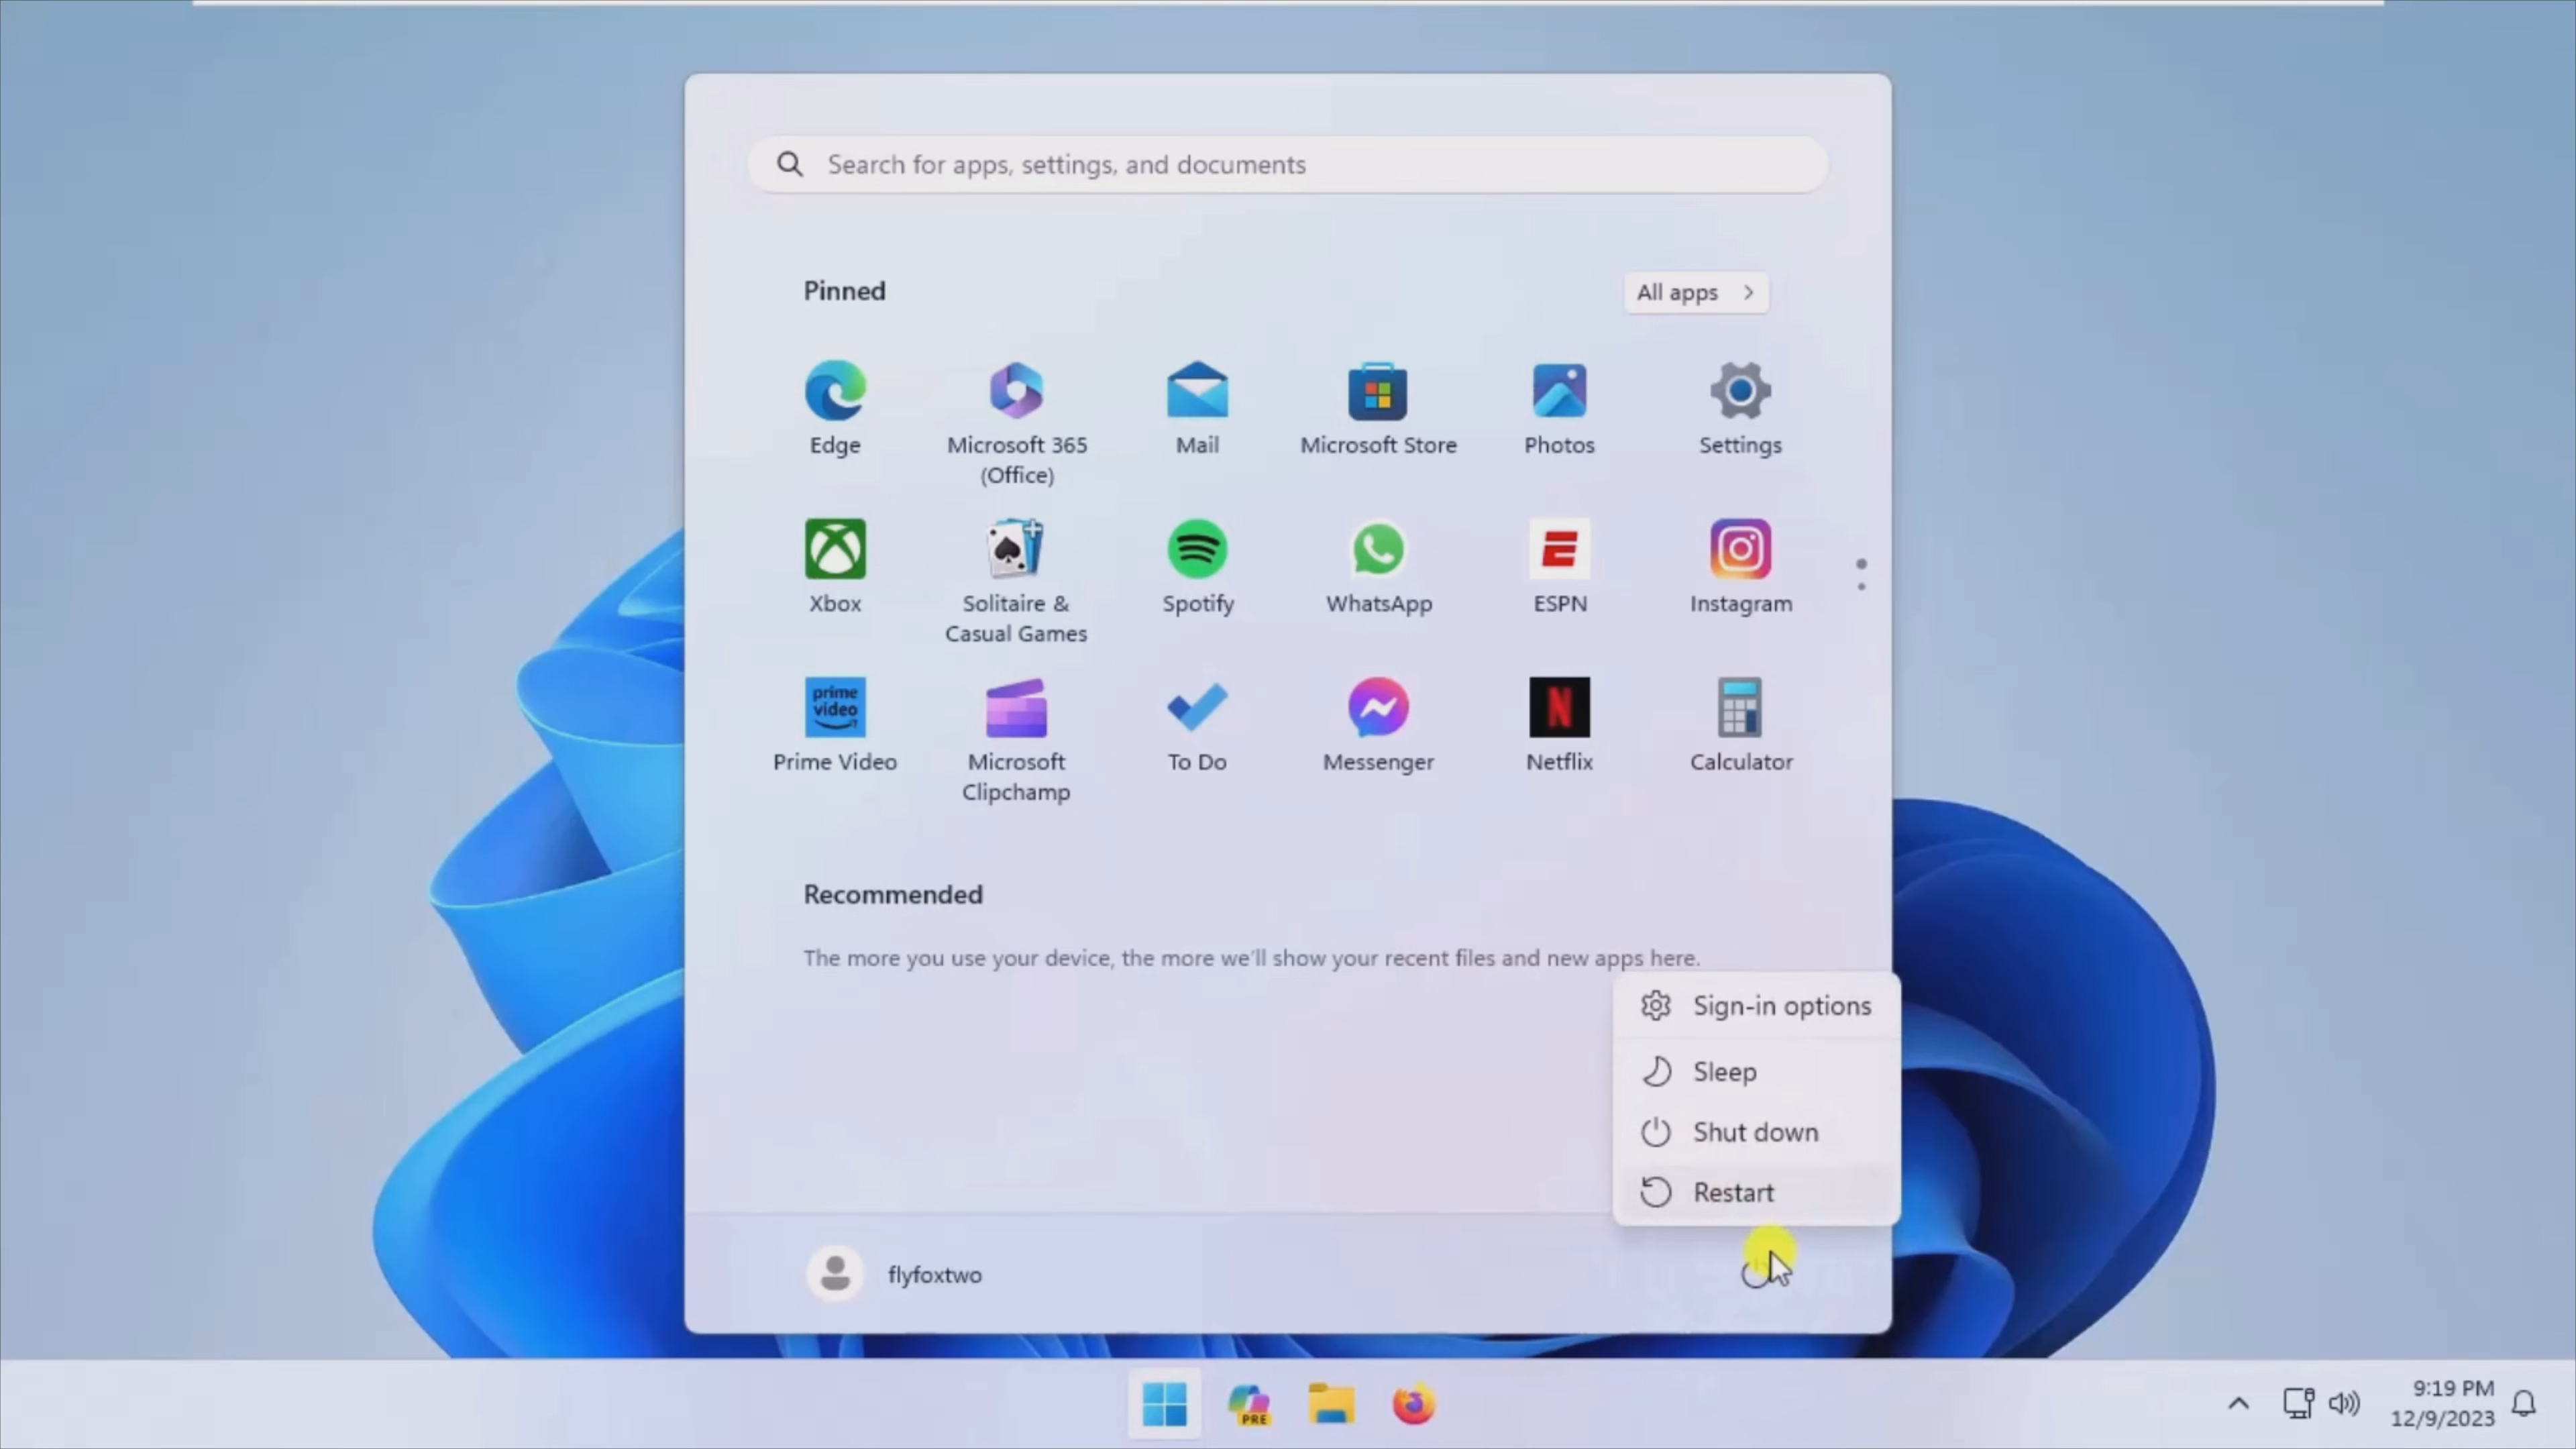 Search for apps, settings, and documents
Pinned
All apps
Edge
Microsoft 365
(Office)
Mail
Microsoft Store
Photos
Settings
Xbox
Solitaire &
Casual Games
Spotify
WhatsApp
ESPN
Instagram
prime
video
Prime Video
Microsoft
Clipchamp
To Do
Messenger
Netflix
Calculator
Recommended
The more you use your device, the more we'll show your recent files and new apps here.
Sign-in options
Sleep
Shut down
Restart
flyfoxtwo
PRE
9:19 PM
12/9/2023